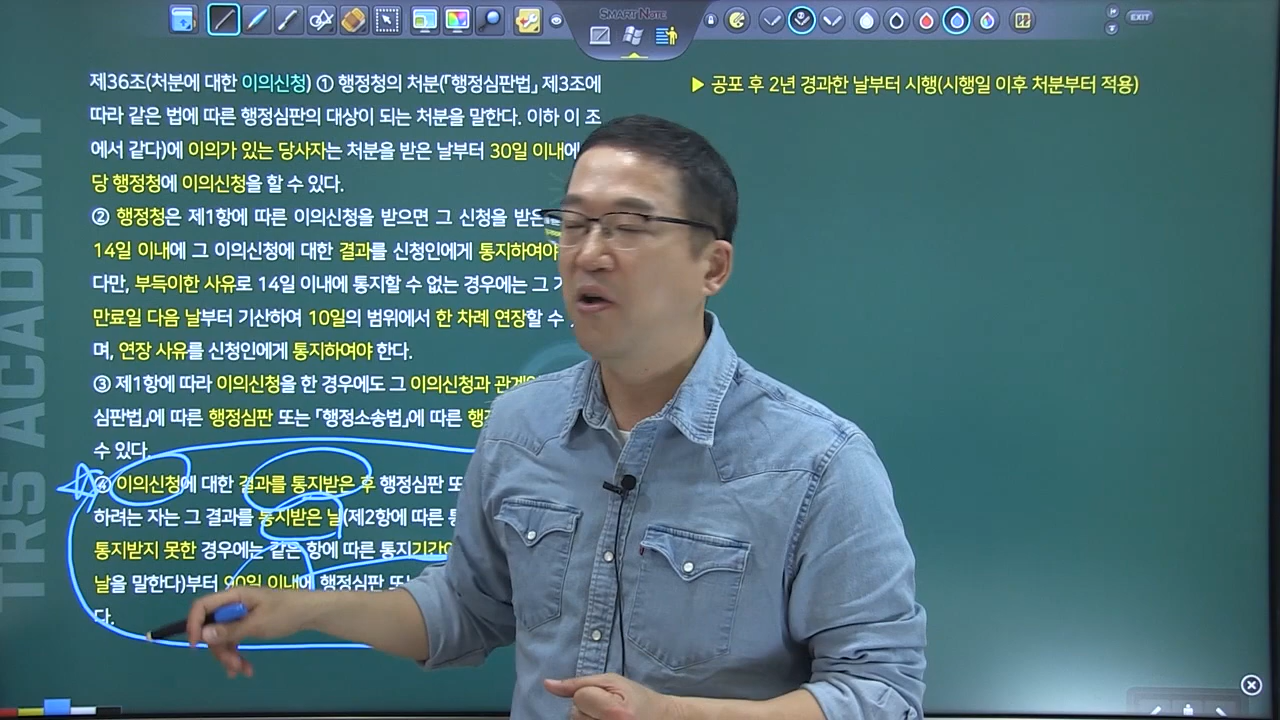 SMART NOTE
EXIT
TRS ACADEMY
제36조(처분에 대한 이의신청) ① 행정청의 처분(「행정심판법」 제3조에
따라 같은 법에 따른 행정심판의 대상이 되는 처분을 말한다. 이하 이 조
에서 같다)에 이의가 있는 당사자는 처분을 받은 날부터 30일 이내에
당 행정청에 이의신청을 할 수 있다.
② 행정청은 제1항에 따른 이의신청을 받으면 그 신청을 받은
14일 이내에 그 이의신청에 대한 결과를 신청인에게 통지하여야
다만, 부득이한 사유로 14일 이내에 통지할 수 없는 경우에는 그
만료일 다음 날부터 기산하여 10일의 범위에서 한 차례 연장할 수
며, 연장 사유를 신청인에게 통지하여야 한다.
③ 제1항에 따라 이의신청을 한 경우에도 그 이의신청과 관계
심판법」에 따른 행정심판 또는 「행정소송법」에 따른
수 있다.
④ 이의신청에 대한 결과를 통지받은 후 행정심판
하려는 자는 그 결과를 통지받은 날(제2항에 따른
통지받지 못한 경우에는 같은 항에 따른 통지기간
날을 말한다)부터 90일 이내에 행정심판
다.
▶ 공포 후 2년 경과한 날부터 시행(시행일 이후 처분부터 적용)